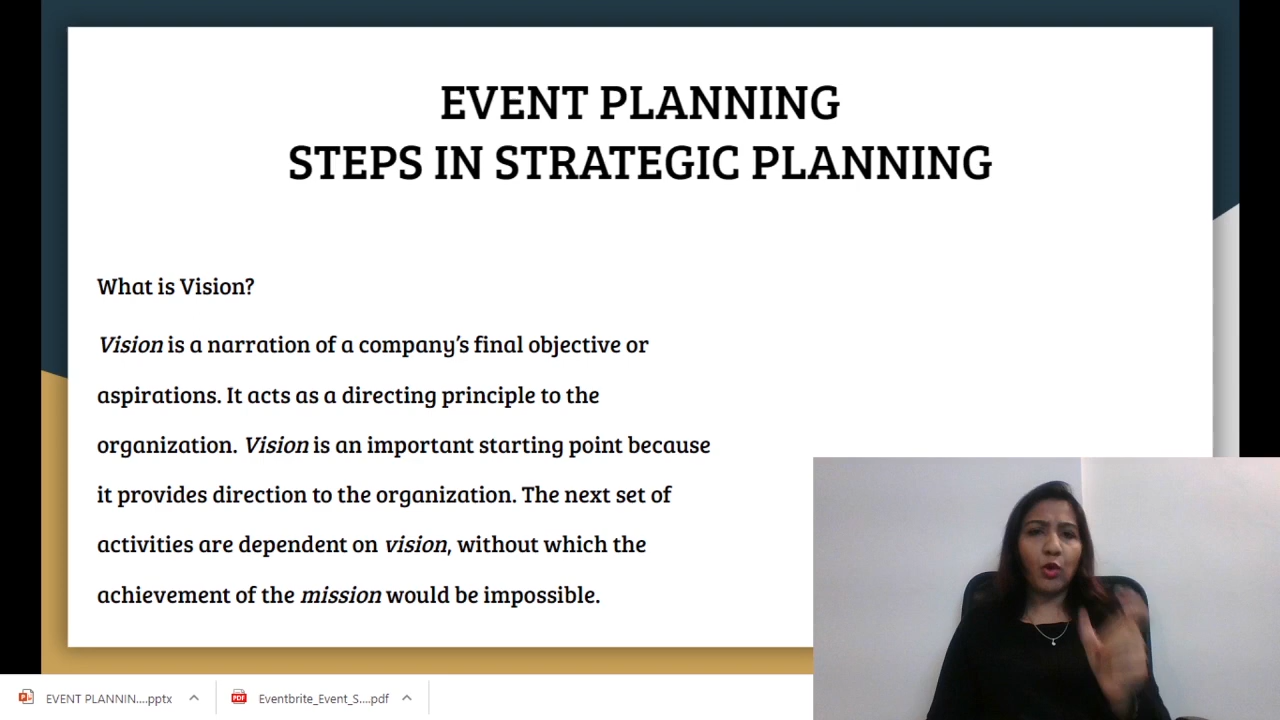 EVENT PLANNING
STEPS IN STRATEGIC PLANNING
What is Vision?
Vision is a narration of a company’s final objective or
aspirations. It acts as a directing principle to the
organization. Vision is an important starting point because
it provides direction to the organization. The next set of
activities are dependent on vision, without which the
achievement of the mission would be impossible.
EVENT PLANNIN....pptx
PDF
Eventbrite_Event_S....pdf